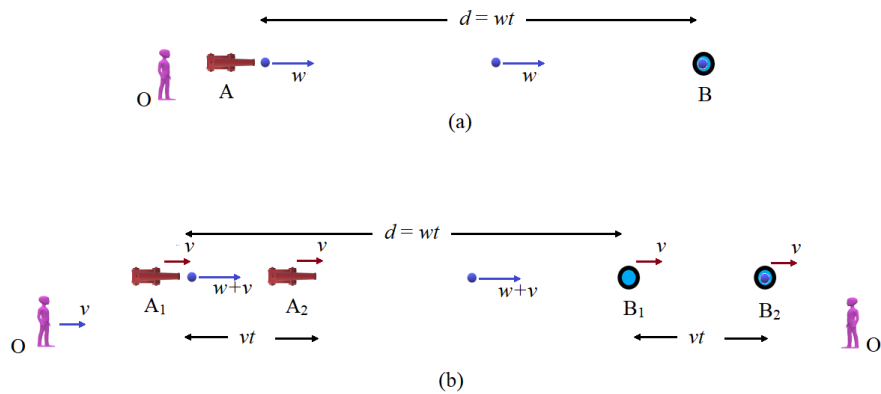 d = wt
w
w
O
A
B
(a)
d = wt
v
v
v
v
v
w+v
w+v
A1
A2
B1
B2
O
vt
vt
O
(b)